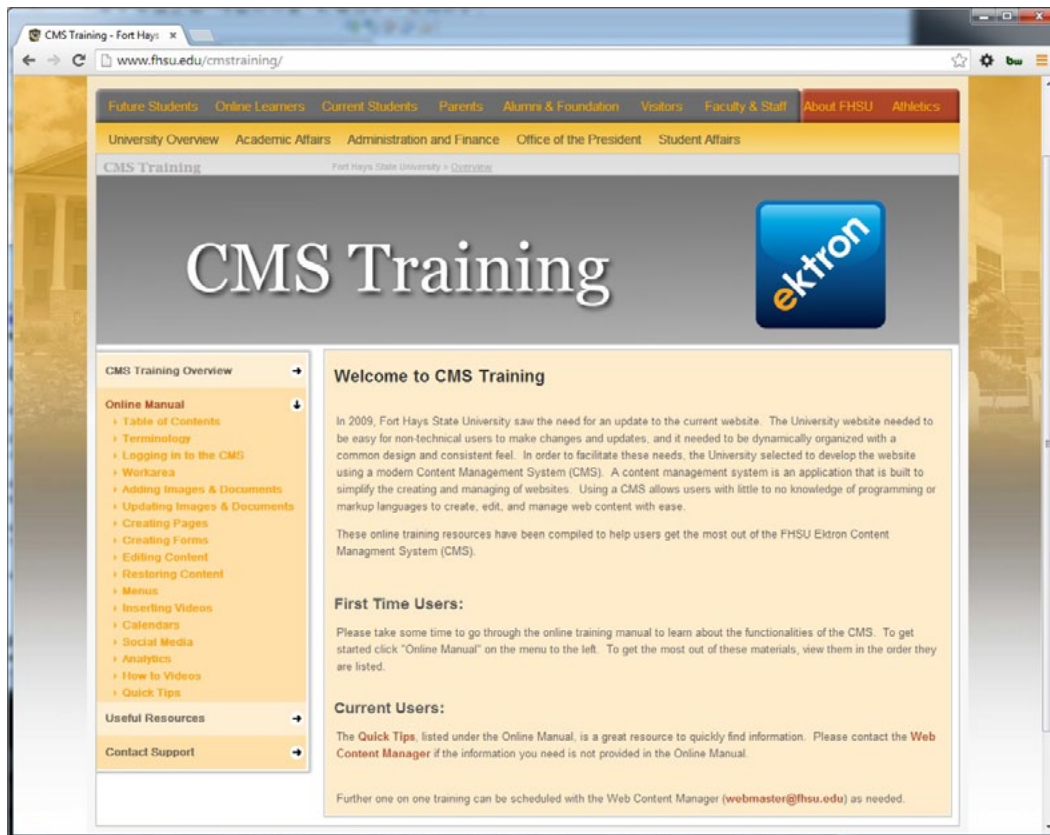 CMS Training - Fort Hays
www.fhsu.edu/cmstraining/
bw
Future Students Online Learners Current Students Parents Alumni & Foundation Visitors Faculty & Staff About FHSU Athletics
University Overview Academic Affairs Administration and Finance Office of the President Student Affairs
CMS Training
Fort Hays State University » Overview
CMS Training
ektron
CMS Training Overview
Online Manual
Table of Contents
Terminology
Logging in to the CMS
Workarea
Adding Images & Documents
Updating Images & Documents
Creating Pages
Creating Forms
Editing Content
Restoring Content
Menus
Inserting Videos
Calendars
Social Media
Analytics
How to Videos
Quick Tips
Useful Resources
Contact Support
Welcome to CMS Training
In 2009, Fort Hays State University saw the need for an update to the current website. The University website needed to
be easy for non-technical users to make changes and updates, and it needed to be dynamically organized with a
common design and consistent feel. In order to facilitate these needs, the University selected to develop the website
using a modern Content Management System (CMS). A content management system is an application that is built to
simplify the creating and managing of websites. Using a CMS allows users with little to no knowledge of programming or
markup languages to create, edit, and manage web content with ease.
These online training resources have been compiled to help users get the most out of the FHSU Ektron Content
Managment System (CMS).
First Time Users:
Please take some time to go through the online training manual to learn about the functionalities of the CMS. To get
started click "Online Manual" on the menu to the left. To get the most out of these materials, view them in the order they
are listed.
Current Users:
The Quick Tips, listed under the Online Manual, is a great resource to quickly find information. Please contact the Web
Content Manager if the information you need is not provided in the Online Manual.
Further one on one training can be scheduled with the Web Content Manager (webmaster@fhsu.edu) as needed.